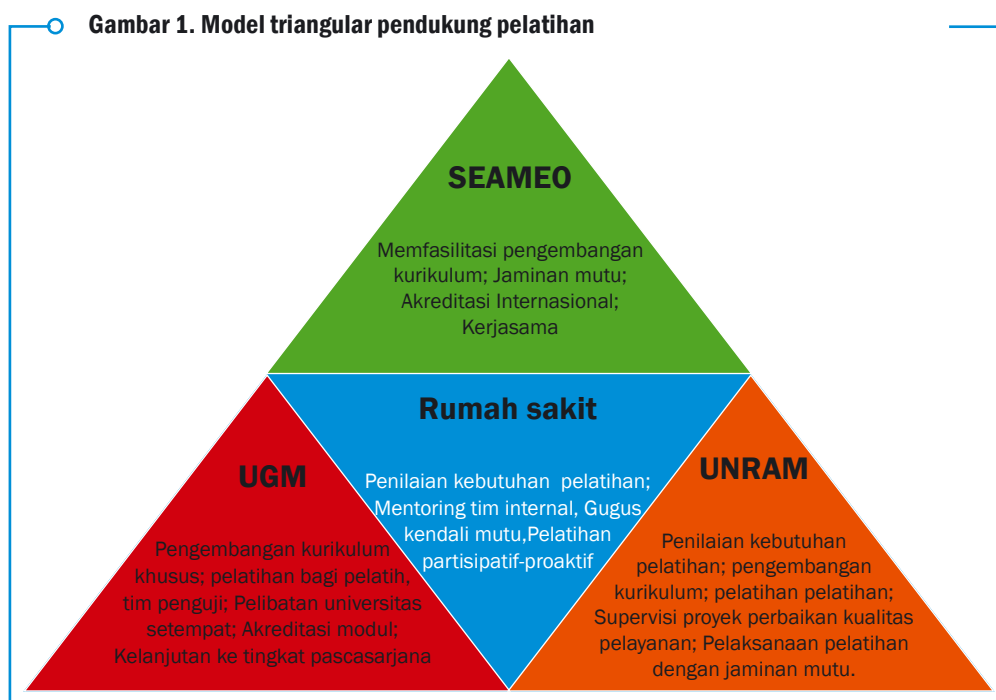 Gambar 1. Model triangular pendukung pelatihan
SEAMEO
Memfasilitasi pengembangan
kurikulum; Jaminan mutu;
Akreditasi Internasional;
Kerjasama
Rumah sakit
Penilaian kebutuhan pelatihan;
Mentoring tim internal, Gugus
kendali mutu,Pelatihan
partisipatif-proaktif
UGM
Pengembangan kurikulum
khusus; pelatihan bagi pelatih,
tim penguji; Pelibatan universitas
setempat; Akreditasi modul;
Kelanjutan ke tingkat pascasarjana
UNRAM
Penilaian kebutuhan
pelatihan; pengembangan
kurikulum; pelatihan pelatihan;
Supervisi proyek perbaikan kualitas
pelayanan; Pelaksanaan pelatihan
dengan jaminan mutu.